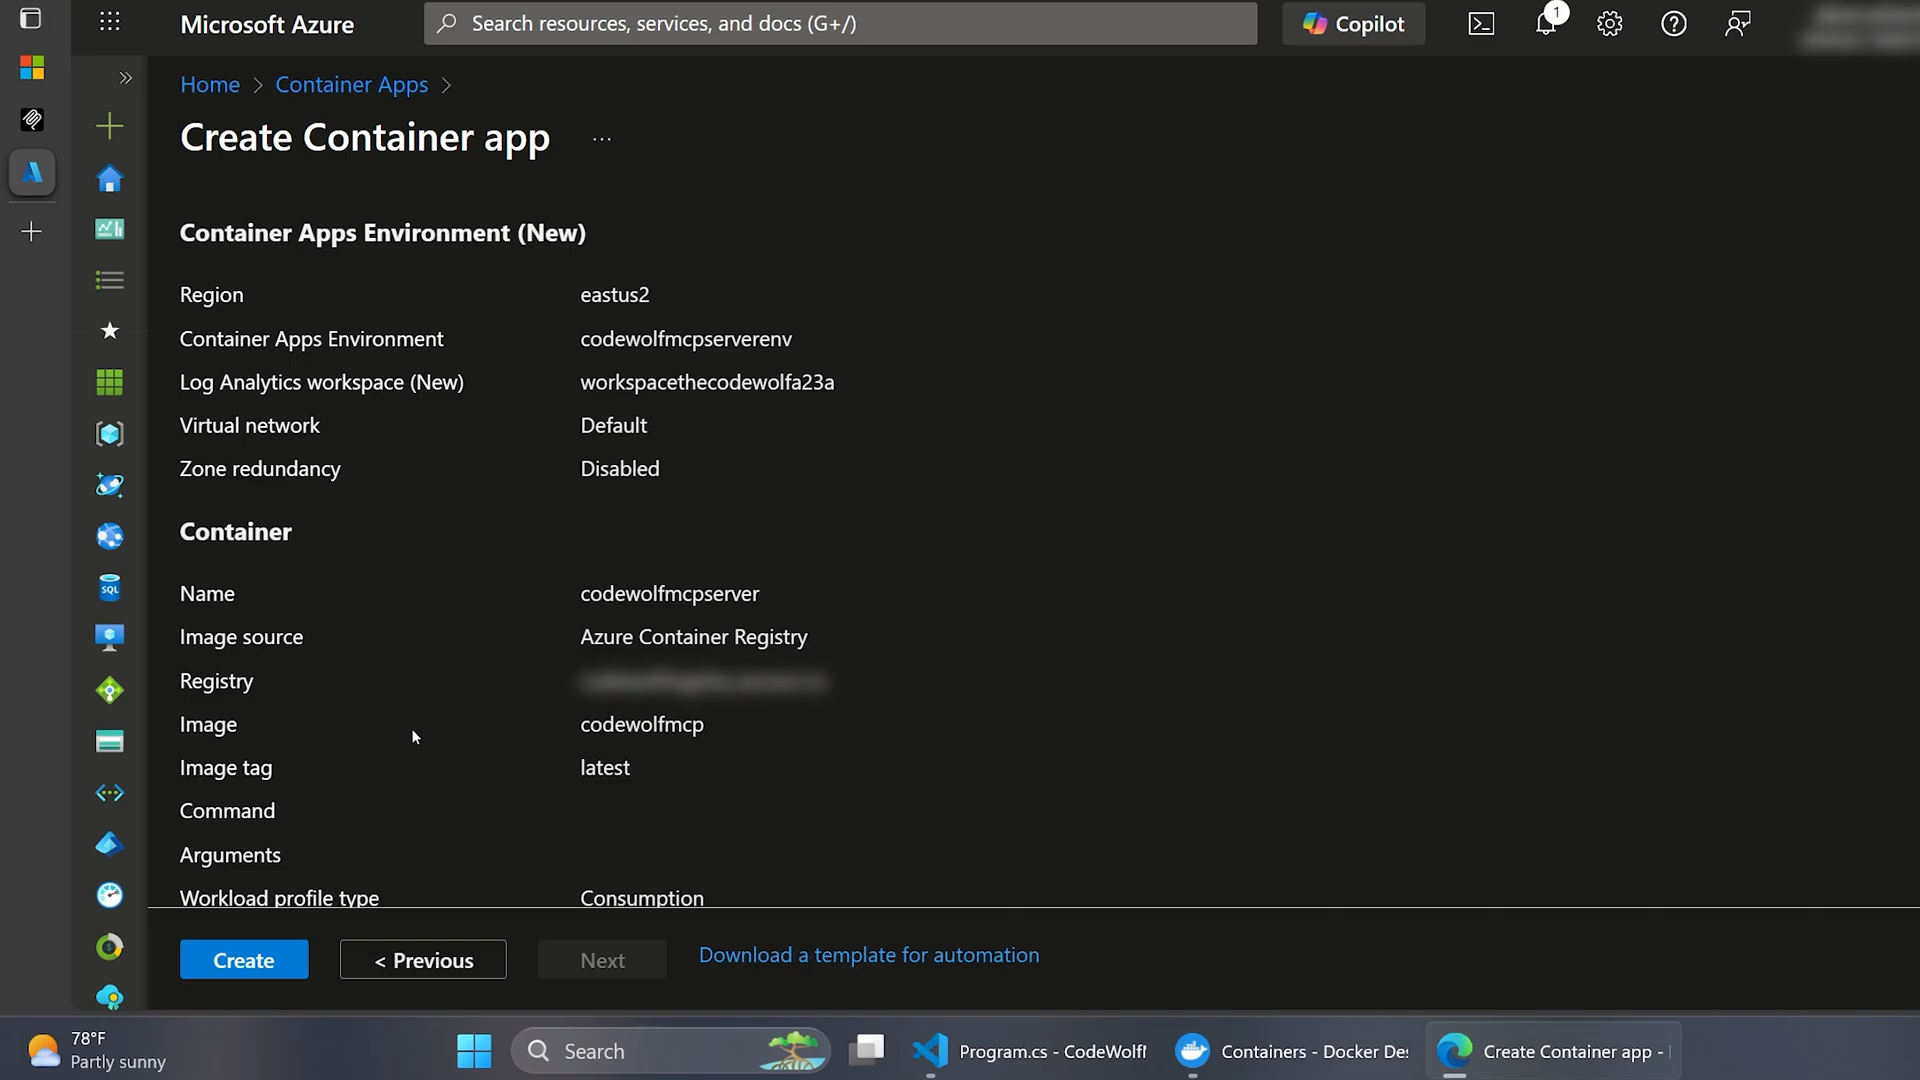 Microsoft Azure
Search resources, services, and docs (G+/)
Copilot
1
Home > Container Apps >
Create Container app ...
Container Apps Environment (New)
Region eastus2
Container Apps Environment codewolfmcpserverenv
Log Analytics workspace (New) workspacethecodewolfa23a
Virtual network Default
Zone redundancy Disabled
Container
Name codewolfmcpserver
Image source Azure Container Registry
Registry
Image codewolfmcp
Image tag latest
Command
Arguments
Workload profile type Consumption
Create
< Previous
Next
Download a template for automation
SQL
78°F
Partly sunny
Search
Program.cs - CodeWolfM
Containers - Docker Des
Create Container app -